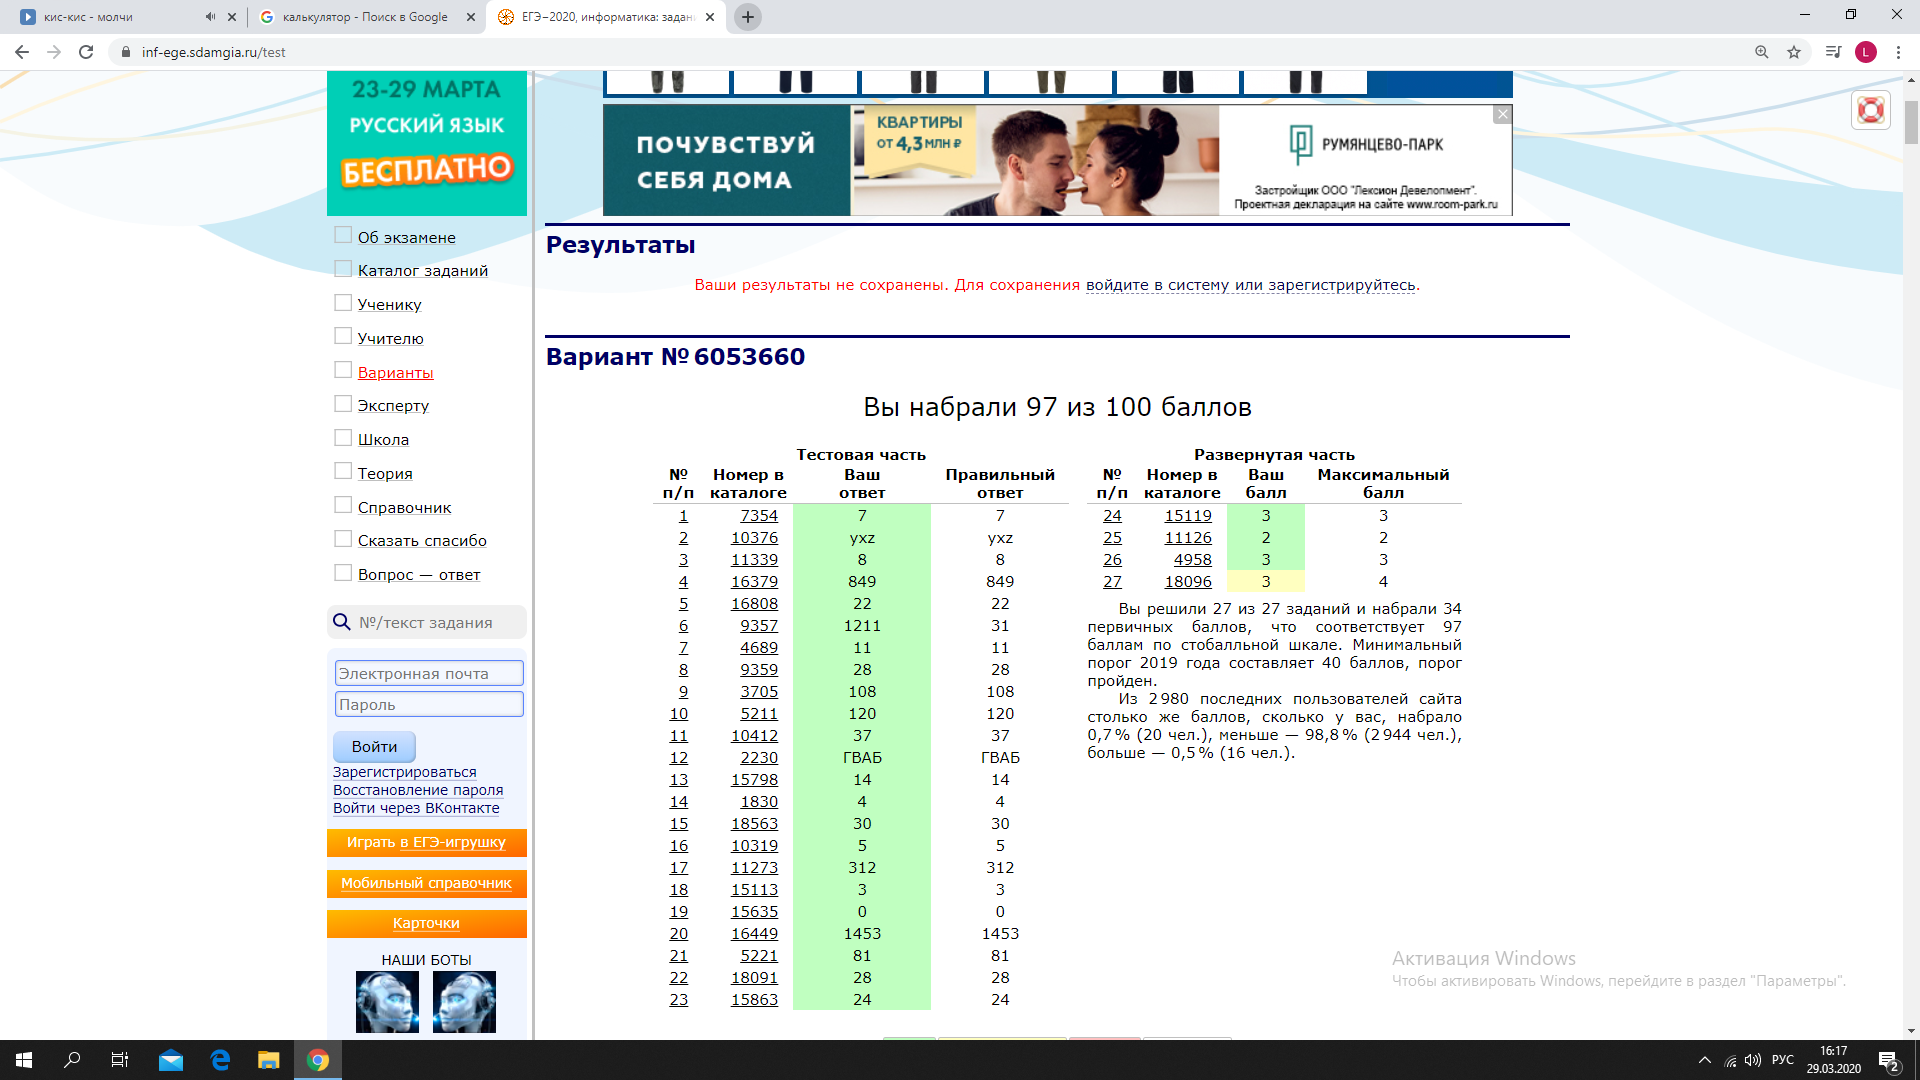 кис-кис - молчи
калькулятор - Поиск в Google
ЕГЭ–2020, информатика: задан
inf-ege.sdamgia.ru/test
L
23-29 МАРТА
РУССКИЙ ЯЗЫК
БЕСПЛАТНО
ПОЧУВСТВУЙ
СЕБЯ ДОМА
КВАРТИРЫ
ОТ 4,3 МЛН ₽
РУМЯНЦЕВО-ПАРК
Застройщик ООО "Лексион Девелопмент".
Проектная декларация на сайте www.room-park.ru
Об экзамене
Каталог заданий
Ученику
Учителю
Варианты
Эксперту
Школа
Теория
Справочник
Сказать спасибо
Вопрос — ответ
№/текст задания
Электронная почта
Пароль
Войти
Зарегистрироваться
Восстановление пароля
Войти через ВКонтакте
Играть в ЕГЭ-игрушку
Мобильный справочник
Карточки
НАШИ БОТЫ
Результаты
Ваши результаты не сохранены. Для сохранения войдите в систему или зарегистрируйтесь.
Вариант № 6053660
Вы набрали 97 из 100 баллов
Тестовая часть
№ п/п Номер в каталоге Ваш ответ Правильный ответ
1 7354 7 7
2 10376 yxz yxz
3 11339 8 8
4 16379 849 849
5 16808 22 22
6 9357 1211 31
7 4689 11 11
8 9359 28 28
9 3705 108 108
10 5211 120 120
11 10412 37 37
12 2230 ГВАБ ГВАБ
13 15798 14 14
14 1830 4 4
15 18563 30 30
16 10319 5 5
17 11273 312 312
18 15113 3 3
19 15635 0 0
20 16449 1453 1453
21 5221 81 81
22 18091 28 28
23 15863 24 24
Развернутая часть
№ п/п Номер в каталоге Ваш балл Максимальный балл
24 15119 3 3
25 11126 2 2
26 4958 3 3
27 18096 3 4
Вы решили 27 из 27 заданий и набрали 34
первичных баллов, что соответствует 97
баллам по стобалльной шкале. Минимальный
порог 2019 года составляет 40 баллов, порог
пройден.
Из 2 980 последних пользователей сайта
столько же баллов, сколько у вас, набрало
0,7 % (20 чел.), меньше — 98,8 % (2 944 чел.),
больше — 0,5 % (16 чел.).
Активация Windows
Чтобы активировать Windows, перейдите в раздел "Параметры".
РУС
16:17
29.03.2020
2